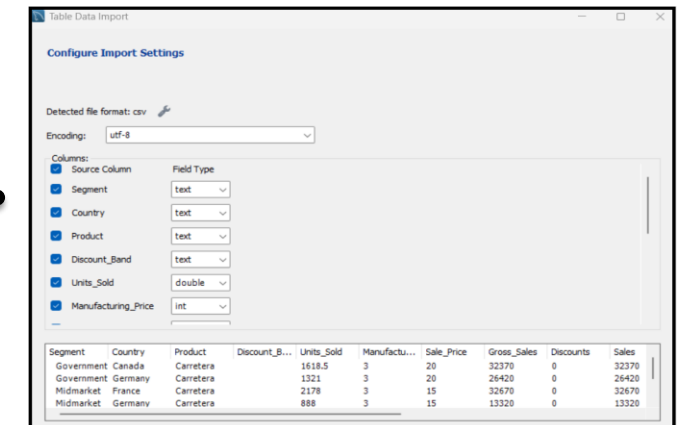 Table Data Import
Configure Import Settings
Detected file format: csv
Encoding: utf-8
Columns:
Source Column Field Type
Segment text
Country text
Product text
Discount_Band text
Units_Sold double
Manufacturing_Price int
Segment Country Product Discount_B... Units_Sold Manufactu... Sale_Price Gross_Sales Discounts Sales
Government Canada Carretera 1618.5 3 20 32370 0 32370
Government Germany Carretera 1321 3 20 26420 0 26420
Midmarket France Carretera 2178 3 15 32670 0 32670
Midmarket Germany Carretera 888 3 15 13320 0 13320